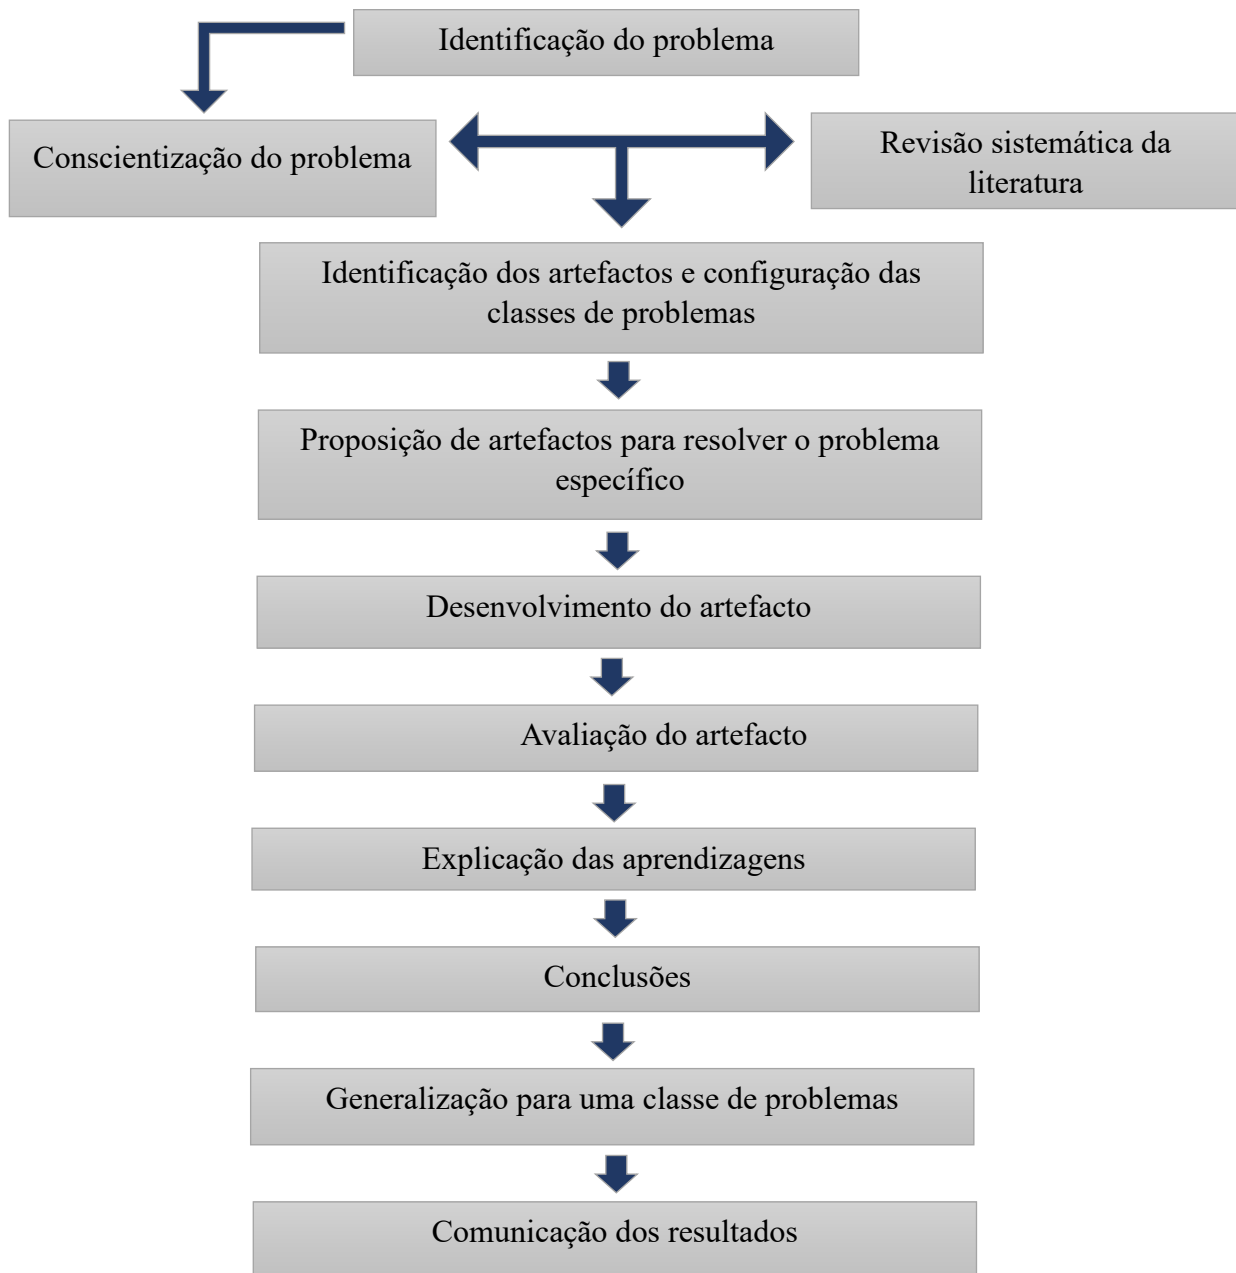 Identificação do problema
Conscientização do problema
Revisão sistemática da
literatura
Identificação dos artefactos e configuração das
classes de problemas
Proposição de artefactos para resolver o problema
específico
Desenvolvimento do artefacto
Avaliação do artefacto
Explicação das aprendizagens
Conclusões
Generalização para uma classe de problemas
Comunicação dos resultados